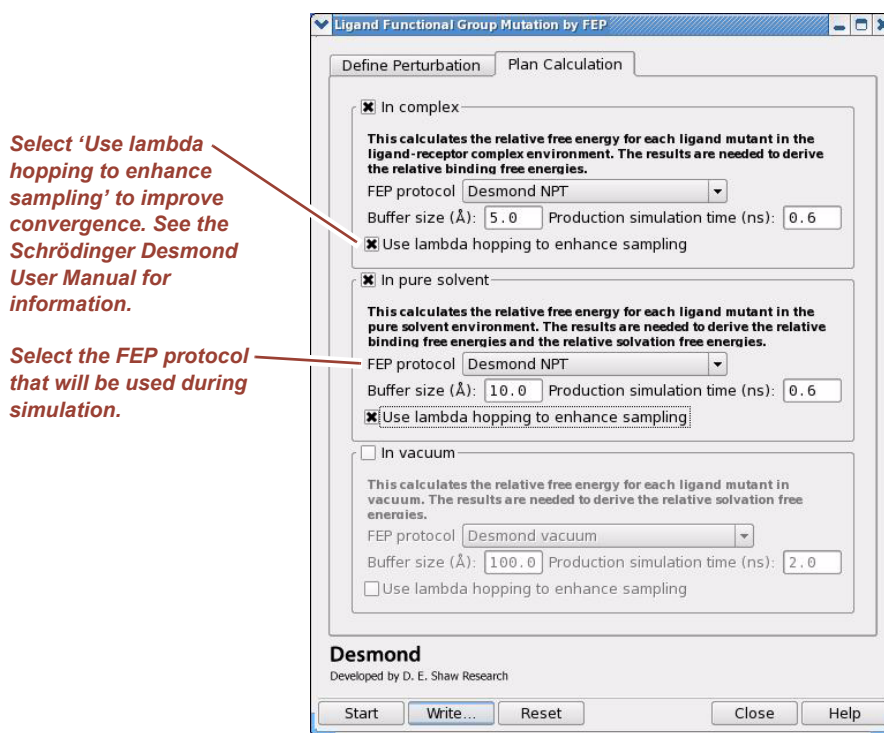 Ligand Functional Group Mutation by FEP
Define Perturbation
Plan Calculation
In complex
This calculates the relative free energy for each ligand mutant in the
ligand-receptor complex environment. The results are needed to derive
the relative binding free energies.
FEP protocol Desmond NPT
Buffer size (Å): 5.0 Production simulation time (ns): 0.6
Use lambda hopping to enhance sampling
In pure solvent
This calculates the relative free energy for each ligand mutant in the
pure solvent environment. The results are needed to derive the relative
binding free energies and the relative solvation free energies.
FEP protocol Desmond NPT
Buffer size (Å): 10.0 Production simulation time (ns): 0.6
Use lambda hopping to enhance sampling
In vacuum
This calculates the relative free energy for each ligand mutant in
vacuum. The results are needed to derive the relative solvation free
energies.
FEP protocol Desmond vacuum
Buffer size (Å): 100.0 Production simulation time (ns): 2.0
Use lambda hopping to enhance sampling
Desmond
Developed by D. E. Shaw Research
Start Write... Reset Close Help
Select ‘Use lambda
hopping to enhance
sampling’ to improve
convergence. See the
Schrödinger Desmond
User Manual for
information.
Select the FEP protocol
that will be used during
simulation.